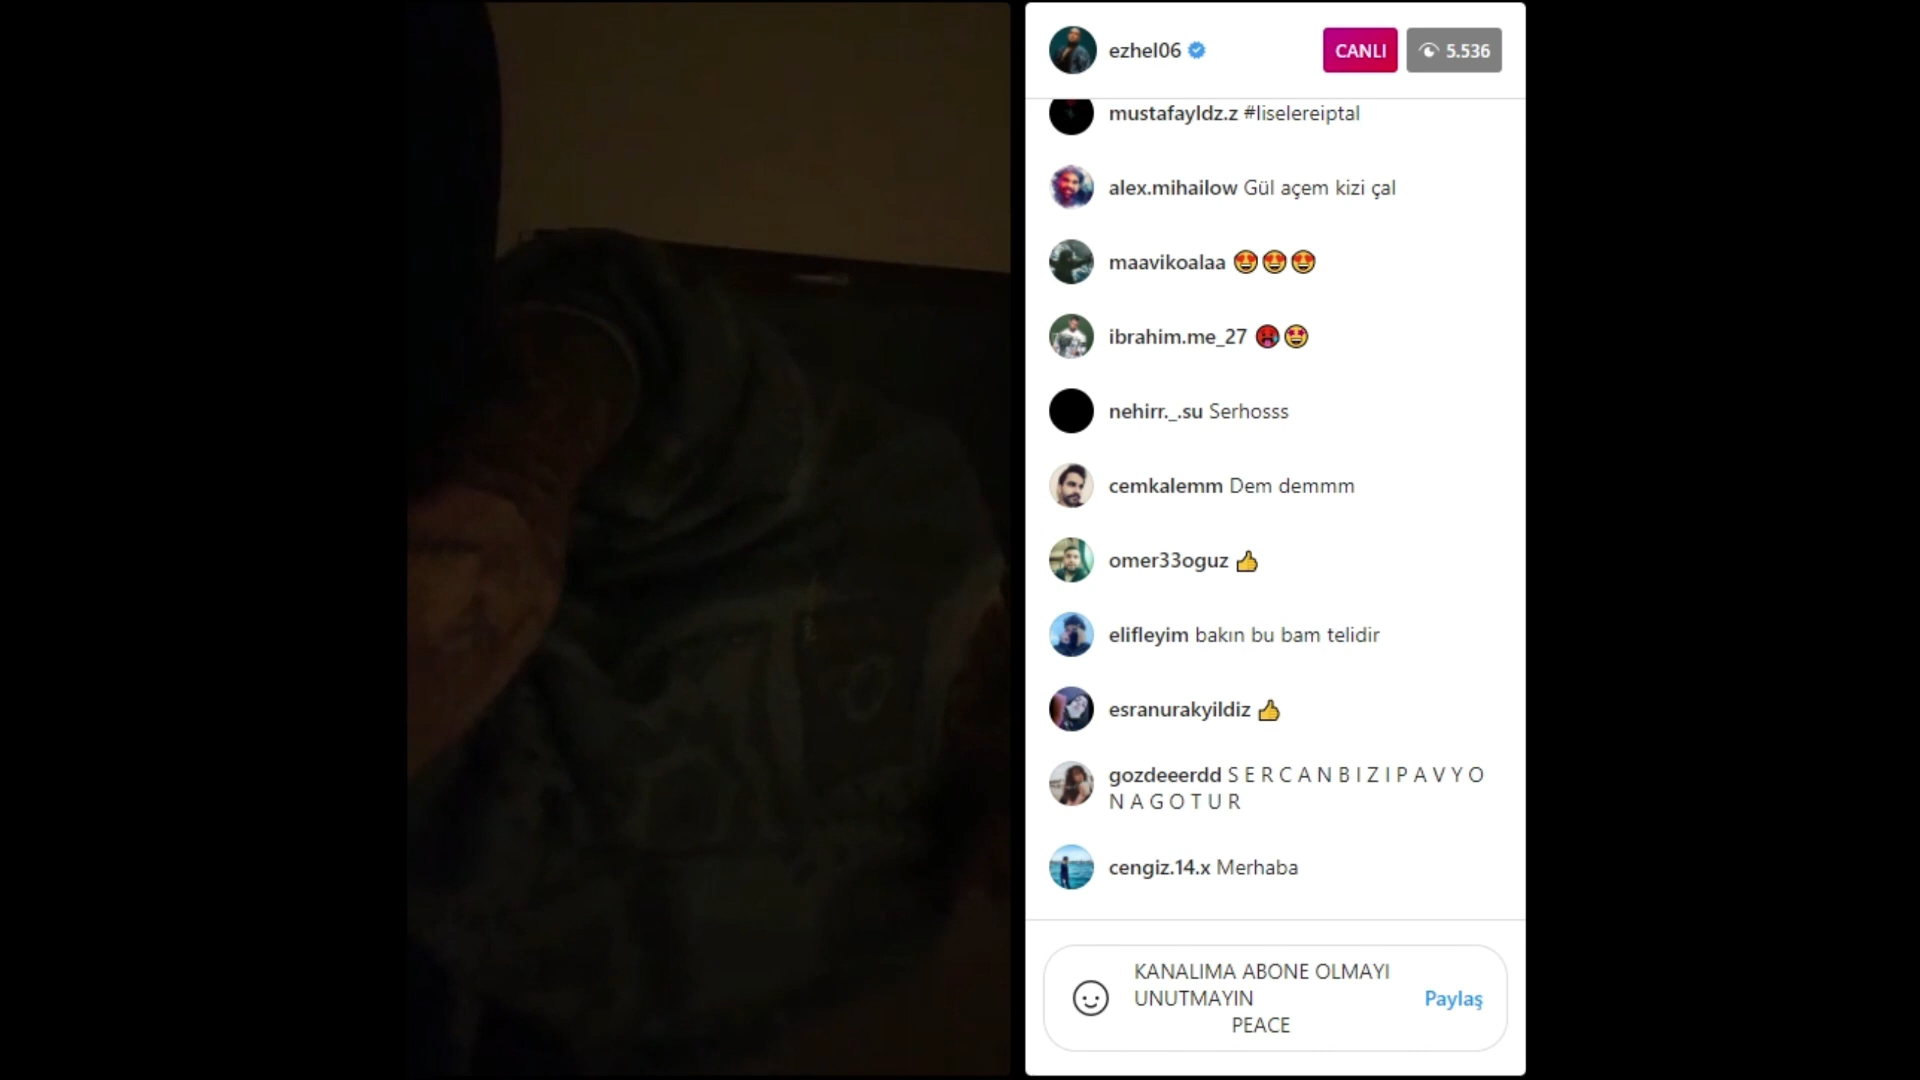 ezhel06
CANLI
5.536
mustafayldz.z #liselereiptal
alex.mihailow Gül açem kizi çal
maavikoalaa 😍😍😍
ibrahim.me_27 🥵🤩
nehirr._.su Serhosss
cemkalemm Dem demmm
omer33oguz 👍
elifleyim bakın bu bam telidir
esranurakyildiz 👍
gozdeeerdd S E R C A N B I Z I P A V Y O
N A G O T U R
cengiz.14.x Merhaba
KANALIMA ABONE OLMAYI
UNUTMAYIN
PEACE
Paylaş